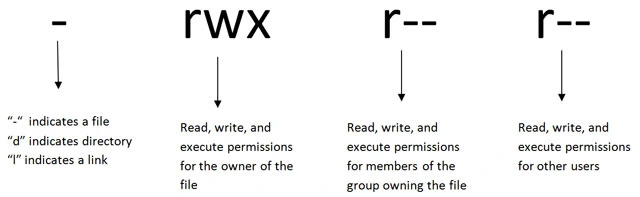 - rwx r-- r--
“-“ indicates a file
“d” indicates directory
“l” indicates a link
Read, write, and
execute permissions
for the owner of the
file
Read, write, and
execute permissions
for members of the
group owning the file
Read, write, and
execute permissions
for other users